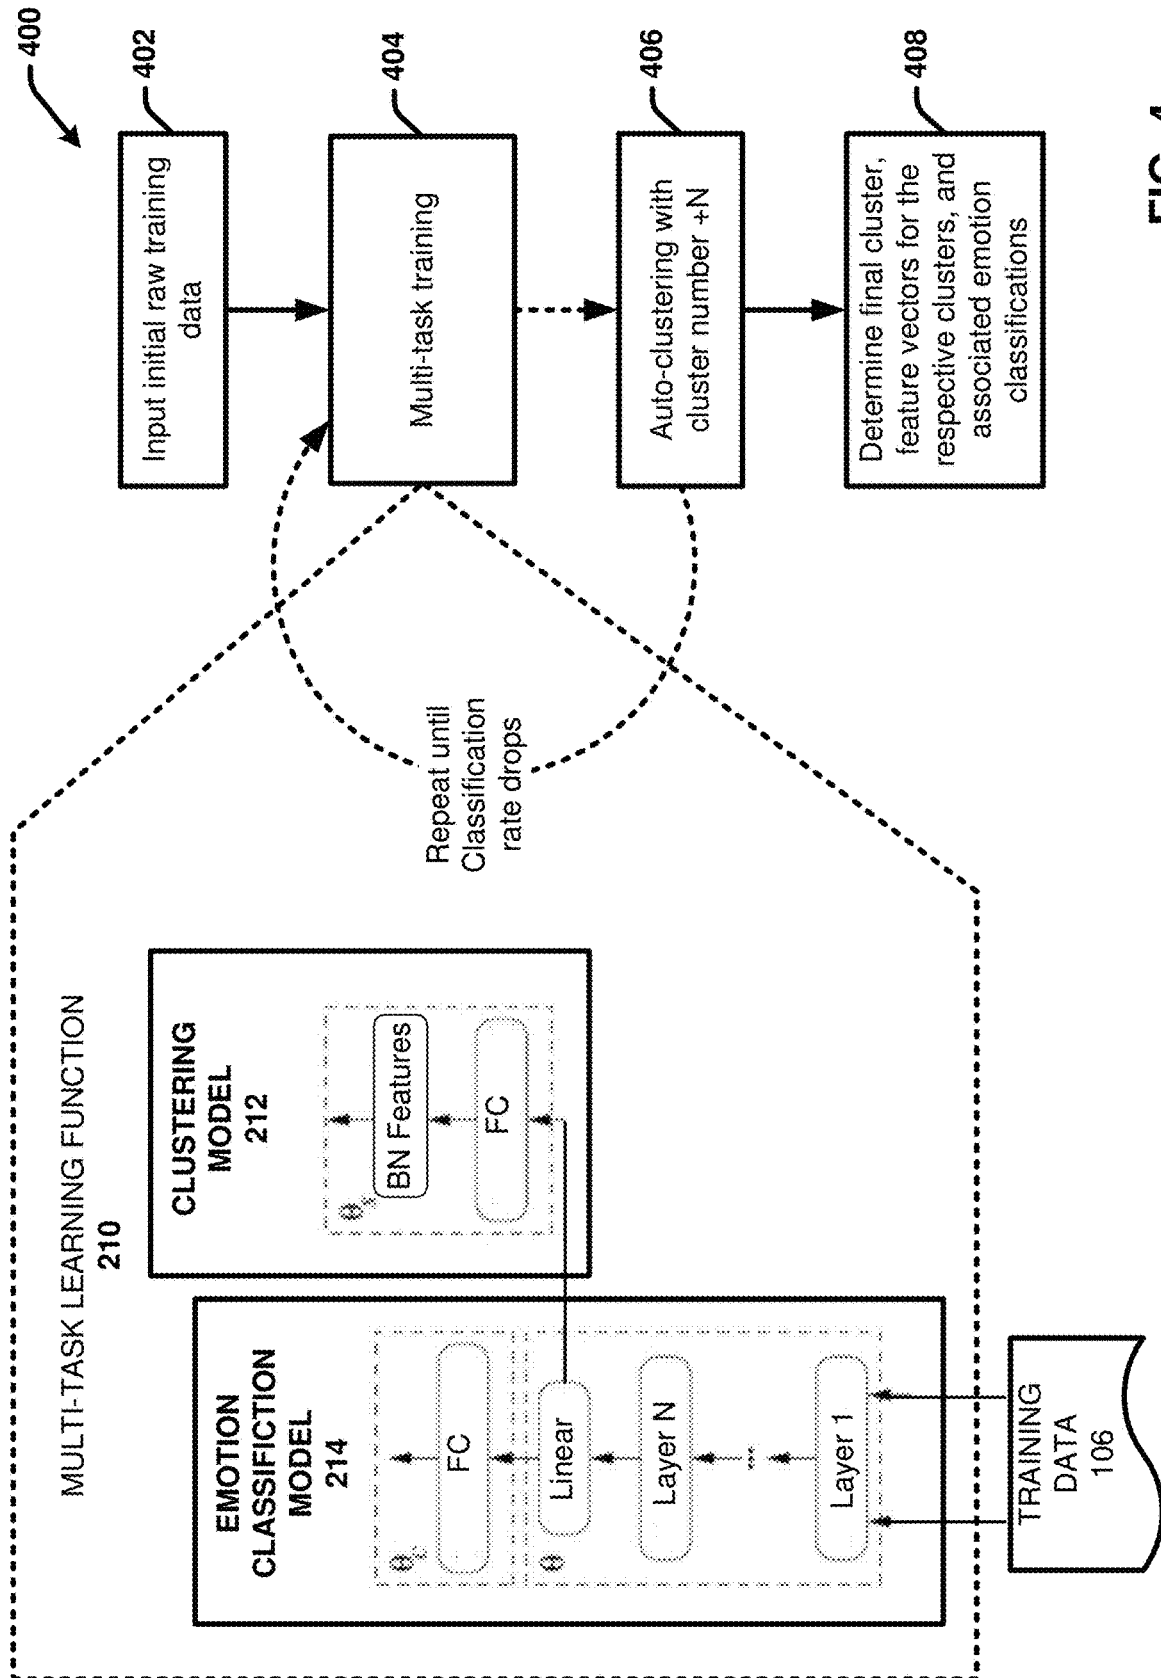 MULTI-TASK LEARNING FUNCTION
210
EMOTION
CLASSIFICTION
MODEL
214
FC
θ
Linear
Layer N
...
Layer 1
TRAINING
DATA
106
CLUSTERING
MODEL
212
BN Features
FC
Repeat until
Classification
rate drops
400
Input initial raw training
data
402
Multi-task training
404
Auto-clustering with
cluster number +N
406
Determine final cluster,
feature vectors for the
respective clusters, and
associated emotion
classifications
408